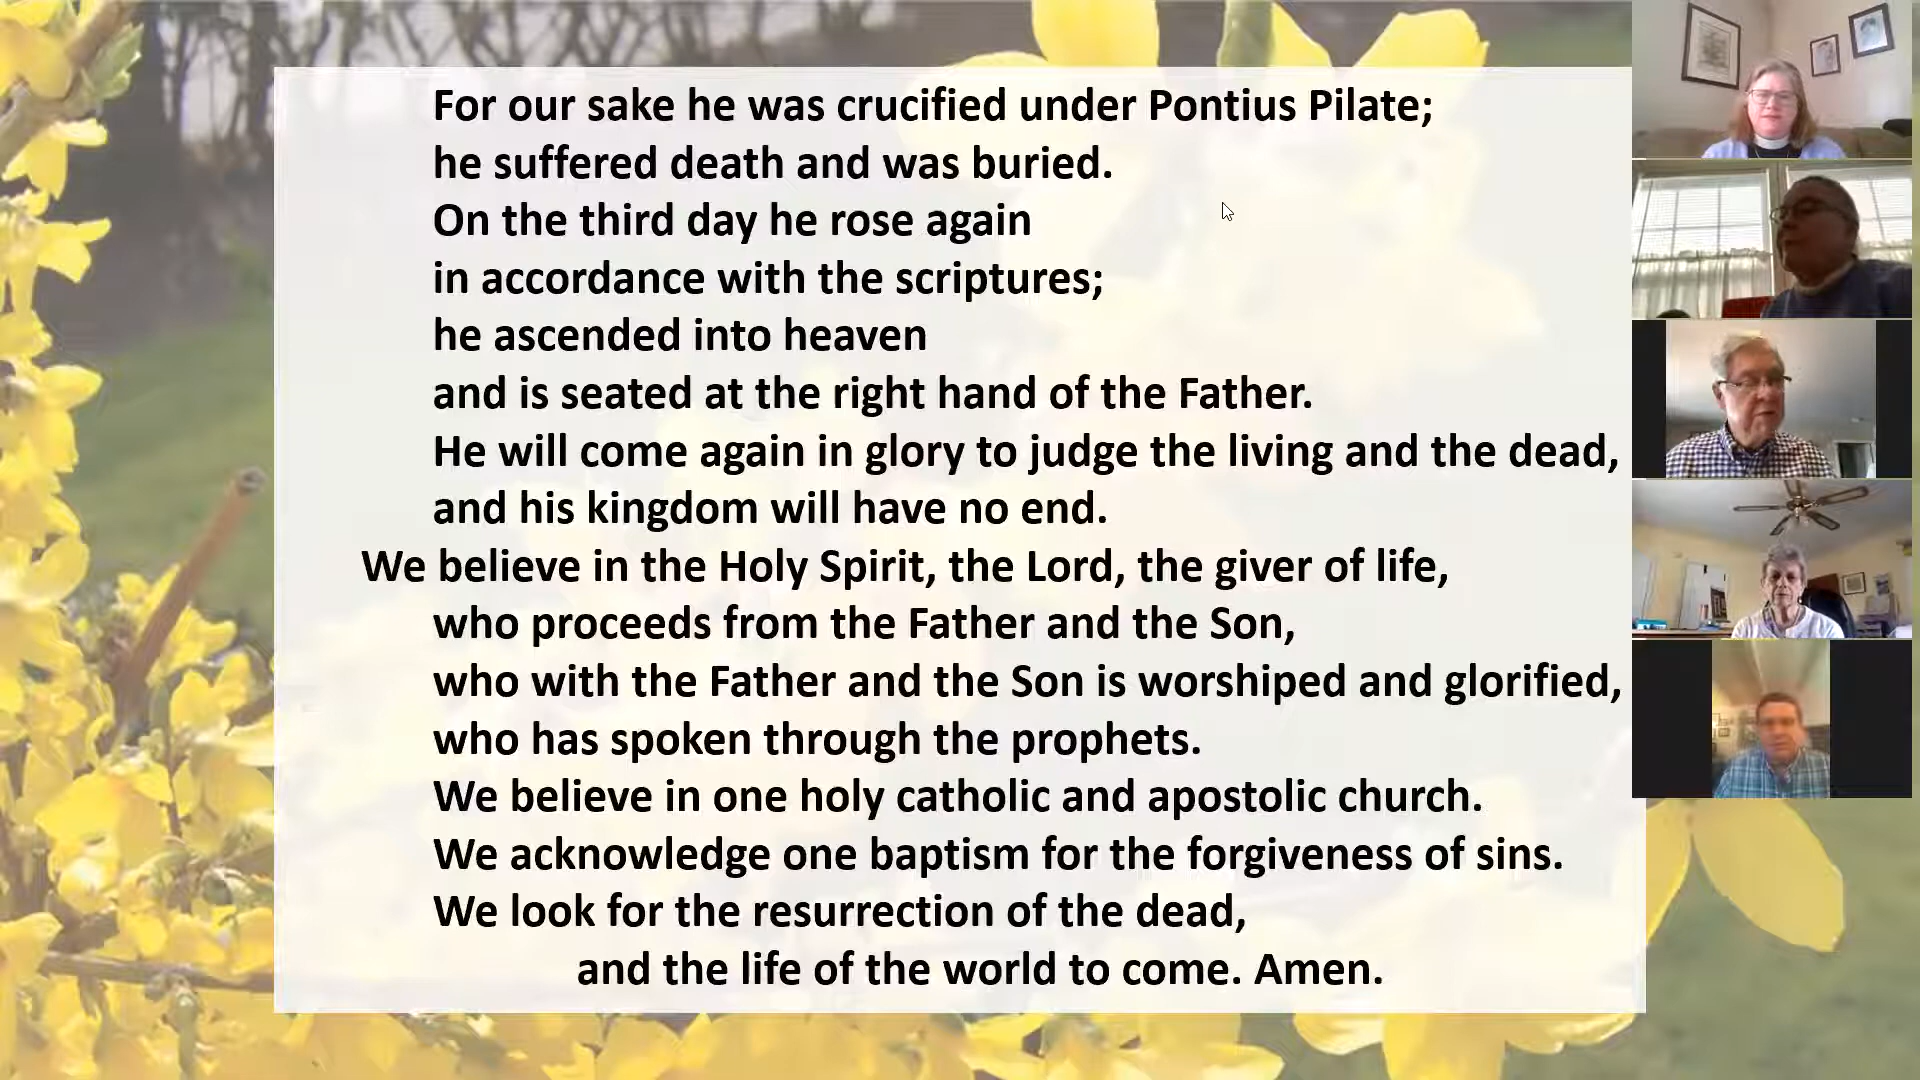 For our sake he was crucified under Pontius Pilate;
he suffered death and was buried.
On the third day he rose again
in accordance with the scriptures;
he ascended into heaven
and is seated at the right hand of the Father.
He will come again in glory to judge the living and the dead,
and his kingdom will have no end.
We believe in the Holy Spirit, the Lord, the giver of life,
who proceeds from the Father and the Son,
who with the Father and the Son is worshiped and glorified,
who has spoken through the prophets.
We believe in one holy catholic and apostolic church.
We acknowledge one baptism for the forgiveness of sins.
We look for the resurrection of the dead,
and the life of the world to come. Amen.